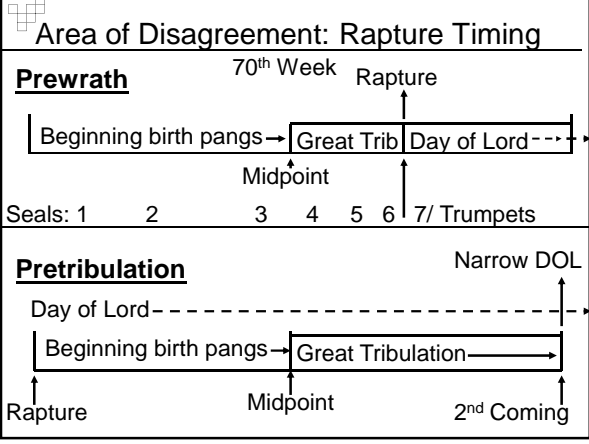 Area of Disagreement: Rapture Timing
Prewrath
70th Week
Rapture
Beginning birth pangs
Great Trib
Day of Lord
Midpoint
Seals: 1 2 3 4 5 6 7/ Trumpets
Pretribulation
Narrow DOL
Day of Lord
Beginning birth pangs
Great Tribulation
Rapture
Midpoint
2nd Coming